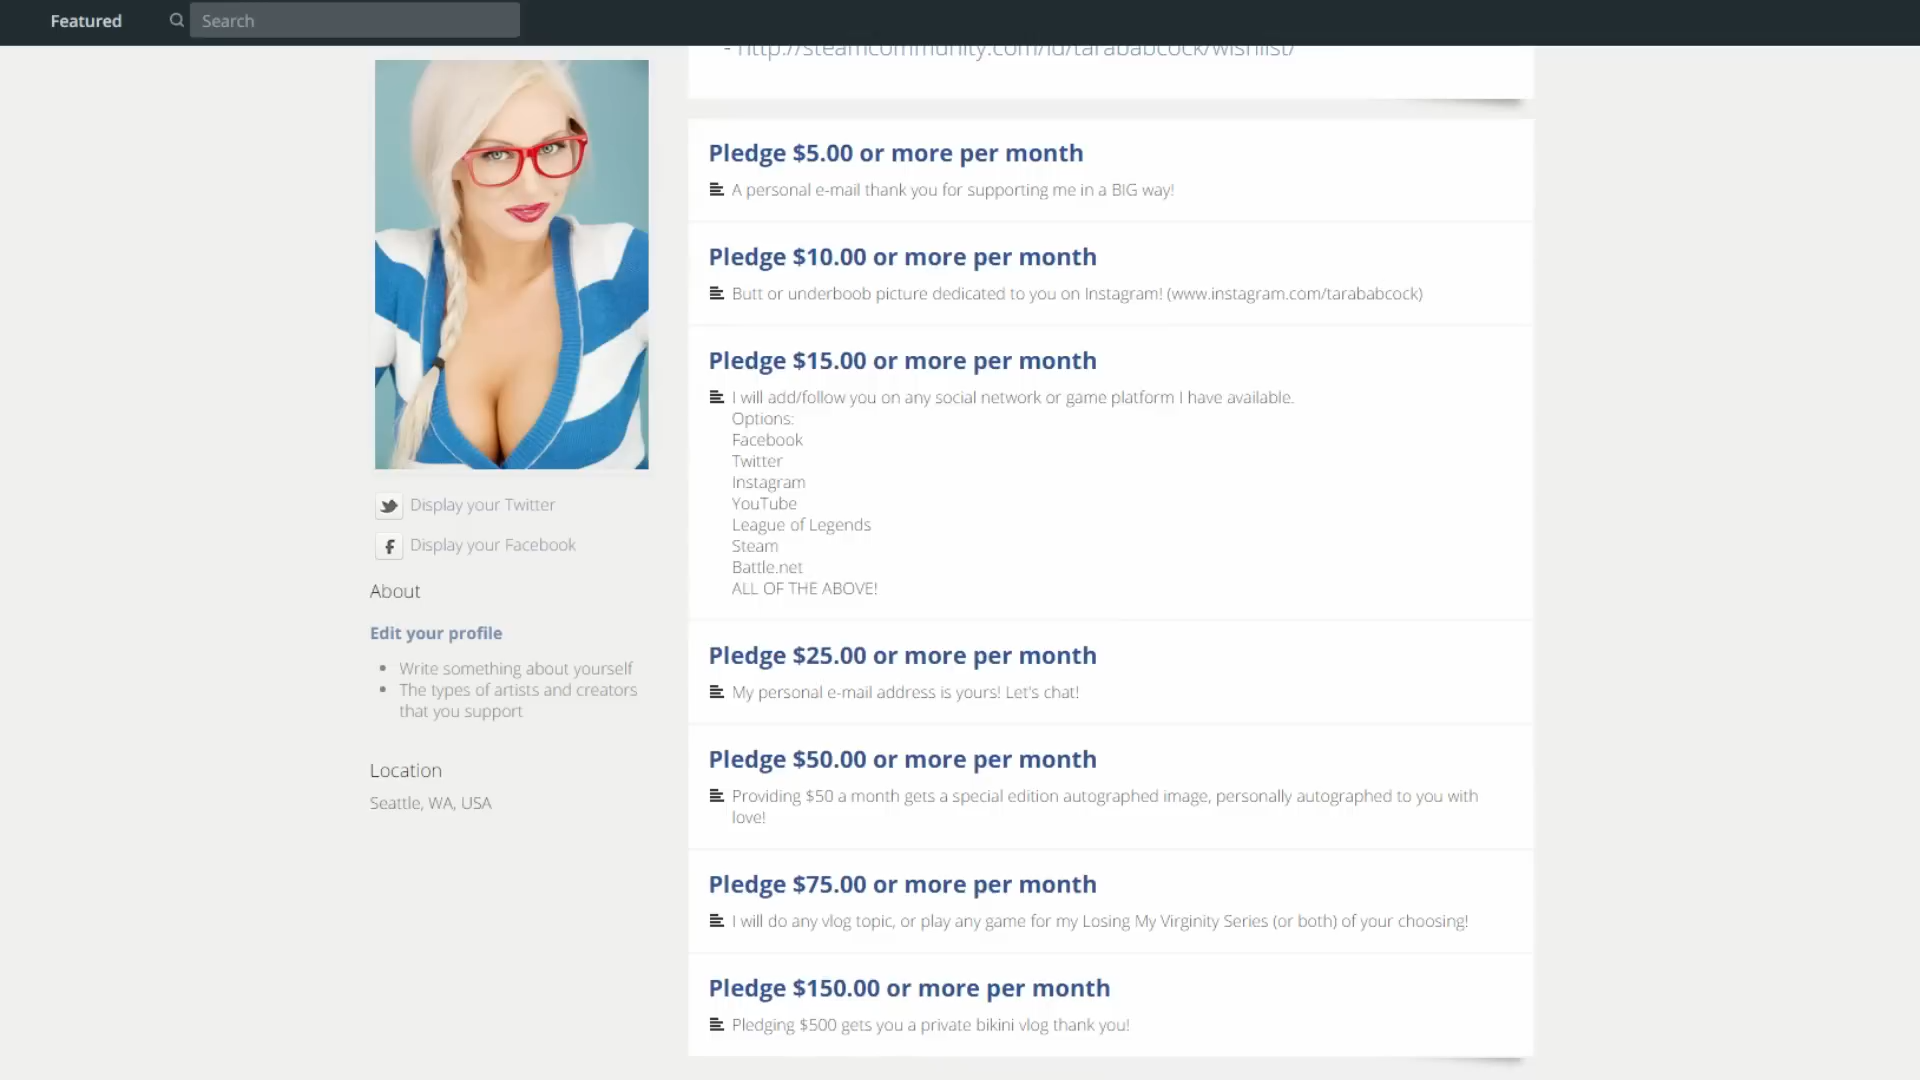 Featured
Search
- http://steamcommunity.com/id/tarababcock/wishlist/
Display your Twitter
Display your Facebook
About
Edit your profile
Write something about yourself
The types of artists and creators
that you support
Location
Seattle, WA, USA
Pledge $5.00 or more per month
A personal e-mail thank you for supporting me in a BIG way!
Pledge $10.00 or more per month
Butt or underboob picture dedicated to you on Instagram! (www.instagram.com/tarababcock)
Pledge $15.00 or more per month
I will add/follow you on any social network or game platform I have available.
Options:
Facebook
Twitter
Instagram
YouTube
League of Legends
Steam
Battle.net
ALL OF THE ABOVE!
Pledge $25.00 or more per month
My personal e-mail address is yours! Let's chat!
Pledge $50.00 or more per month
Providing $50 a month gets a special edition autographed image, personally autographed to you with
love!
Pledge $75.00 or more per month
I will do any vlog topic, or play any game for my Losing My Virginity Series (or both) of your choosing!
Pledge $150.00 or more per month
Pledging $500 gets you a private bikini vlog thank you!